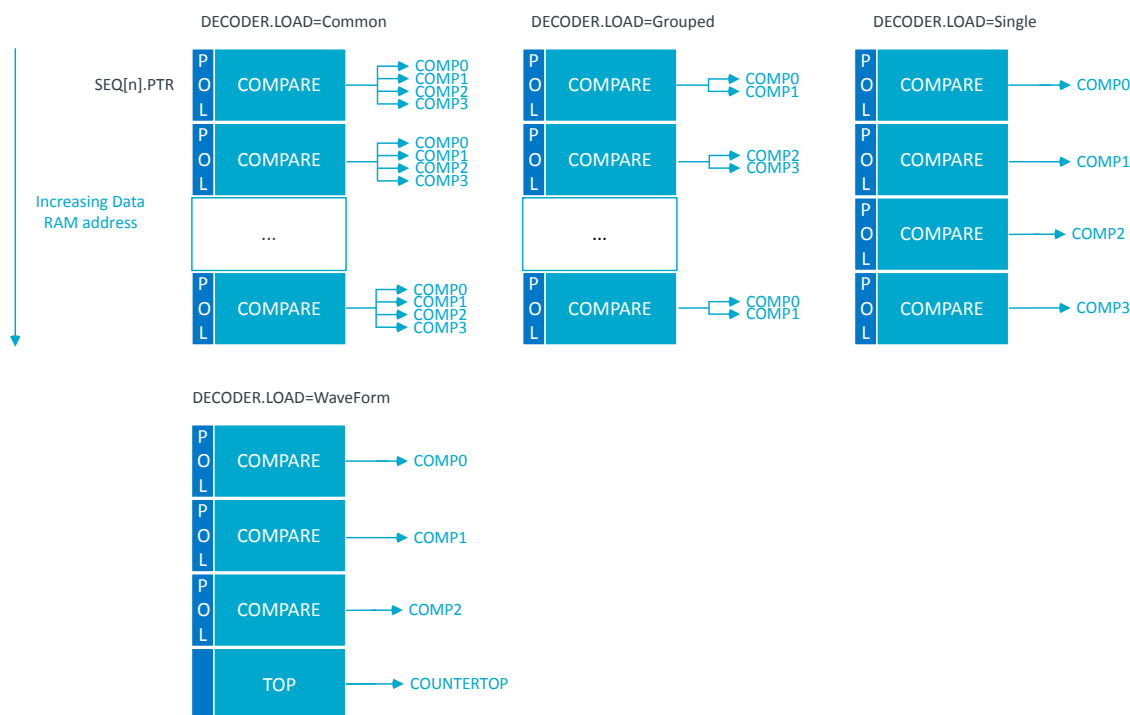 DECODER.LOAD=Common
DECODER.LOAD=Grouped
DECODER.LOAD=Single
SEQ[n].PTR
Increasing Data
RAM address
P
O
L
COMPARE
COMP0
COMP1
COMP2
COMP3
P
O
L
COMPARE
COMP0
COMP1
COMP2
COMP3
...
P
O
L
COMPARE
COMP0
COMP1
COMP2
COMP3
P
O
L
COMPARE
COMP0
COMP1
P
O
L
COMPARE
COMP2
COMP3
...
P
O
L
COMPARE
COMP0
COMP1
P
O
L
COMPARE
COMP0
P
O
L
COMPARE
COMP1
P
O
L
COMPARE
COMP2
P
O
L
COMPARE
COMP3
DECODER.LOAD=WaveForm
P
O
L
COMPARE
COMP0
P
O
L
COMPARE
COMP1
P
O
L
COMPARE
COMP2
TOP
COUNTERTOP